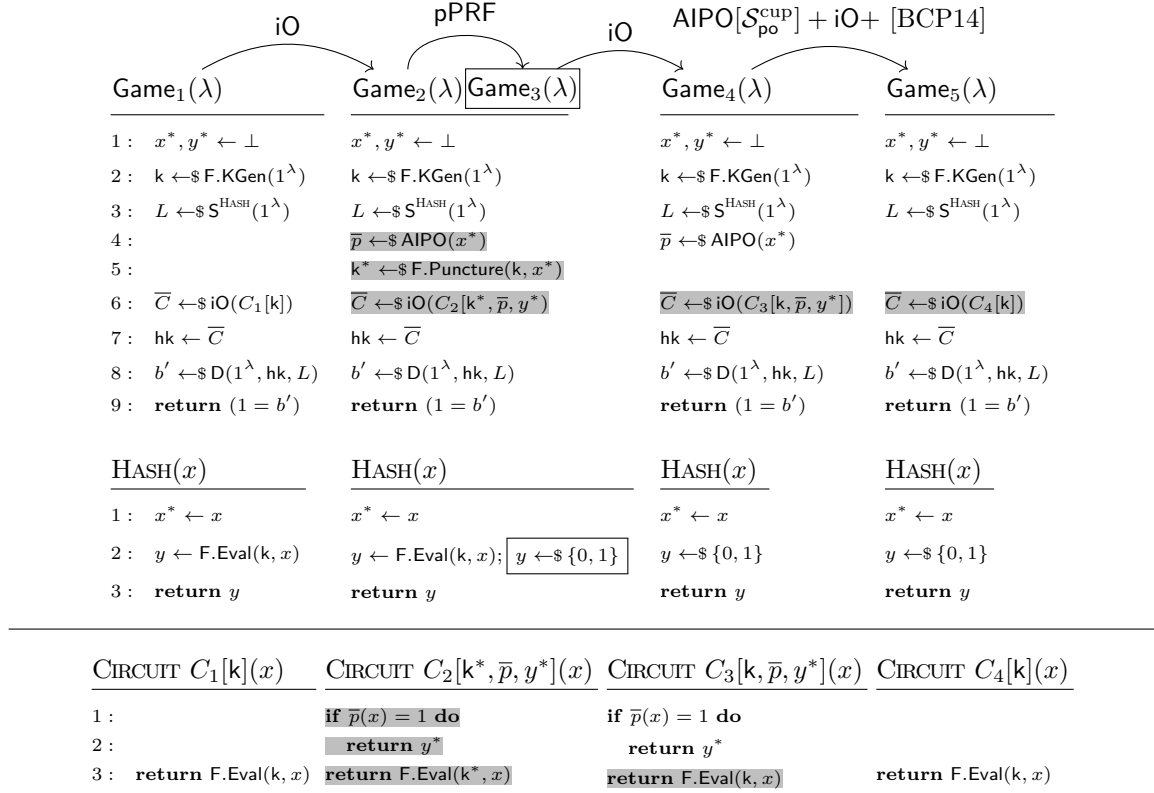 iO pPRF iO AIPO[𝒮_po^cup] + iO+ [BCP14]
Game₁(λ) Game₂(λ) Game₃(λ) Game₄(λ) Game₅(λ)
1 : x*, y* ← ⊥ x*, y* ← ⊥ x*, y* ← ⊥ x*, y* ← ⊥
2 : k ←$ F.KGen(1^λ) k ←$ F.KGen(1^λ) k ←$ F.KGen(1^λ) k ←$ F.KGen(1^λ)
3 : L ←$ S^HASH(1^λ) L ←$ S^HASH(1^λ) L ←$ S^HASH(1^λ) L ←$ S^HASH(1^λ)
4 : p̅ ←$ AIPO(x*) p̅ ←$ AIPO(x*)
5 : k* ←$ F.Puncture(k, x*)
6 : C̅ ←$ iO(C₁[k]) C̅ ←$ iO(C₂[k*, p̅, y*) C̅ ←$ iO(C₃[k, p̅, y*]) C̅ ←$ iO(C₄[k])
7 : hk ← C̅ hk ← C̅ hk ← C̅ hk ← C̅
8 : b′ ←$ D(1^λ, hk, L) b′ ←$ D(1^λ, hk, L) b′ ←$ D(1^λ, hk, L) b′ ←$ D(1^λ, hk, L)
9 : return (1 = b′) return (1 = b′) return (1 = b′) return (1 = b′)
HASH(x) HASH(x) HASH(x) HASH(x)
1 : x* ← x x* ← x x* ← x x* ← x
2 : y ← F.Eval(k, x) y ← F.Eval(k, x); y ←$ {0, 1} y ←$ {0, 1} y ←$ {0, 1}
3 : return y return y return y return y
CIRCUIT C₁[k](x) CIRCUIT C₂[k*, p̅, y*](x) CIRCUIT C₃[k, p̅, y*](x) CIRCUIT C₄[k](x)
1 : if p̅(x) = 1 do if p̅(x) = 1 do
2 : return y* return y*
3 : return F.Eval(k, x) return F.Eval(k*, x) return F.Eval(k, x) return F.Eval(k, x)